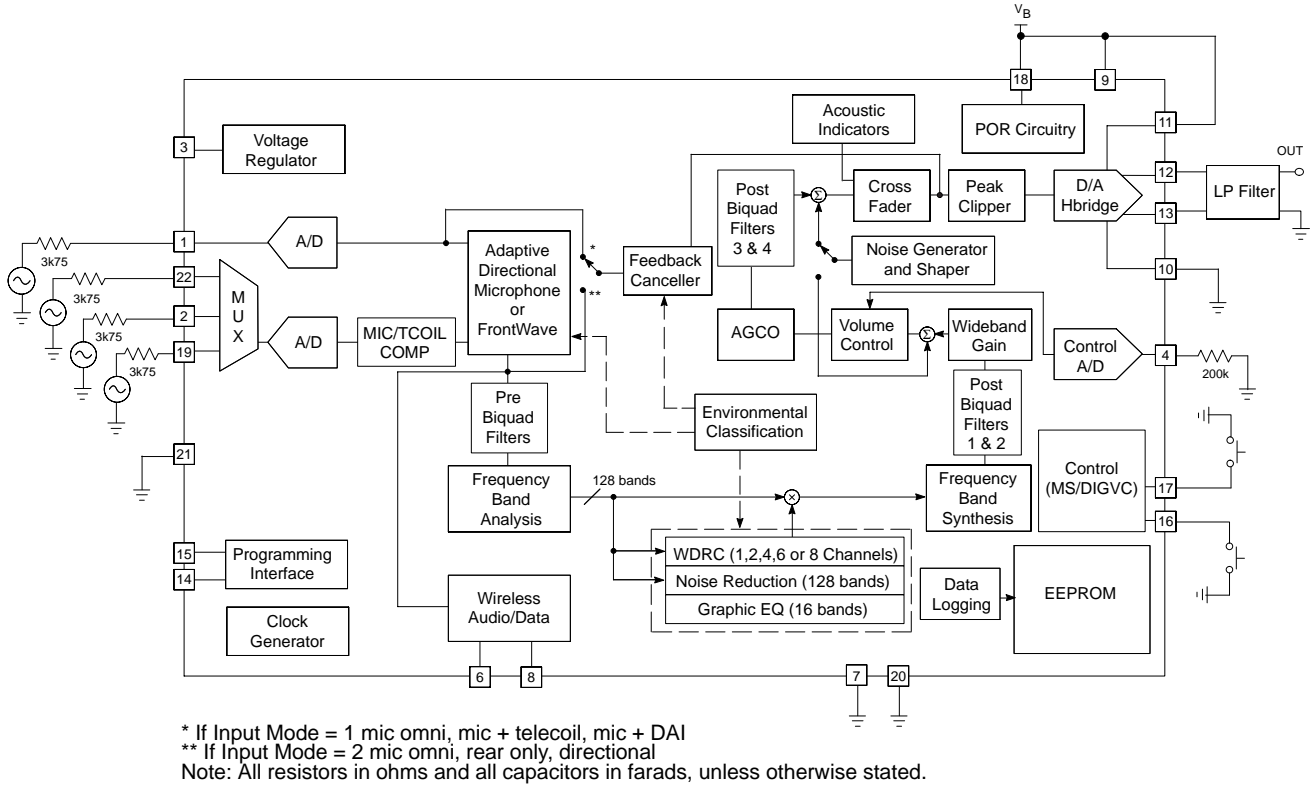 VB
18
9
Acoustic
Indicators
POR Circuitry
11
3
Voltage
Regulator
OUT
12
LP Filter
13
Post
Biquad
Filters
3 & 4
Σ
Cross
Fader
Peak
Clipper
D/A
Hbridge
1
A/D
3k75
22
3k75
2
3k75
19
3k75
MUX
A/D
MIC/TCOIL
COMP
Adaptive
Directional
Microphone
or
FrontWave
*
**
Feedback
Canceller
Noise Generator
and Shaper
10
AGCO
Volume
Control
Σ
Wideband
Gain
Control
A/D
4
200k
Pre
Biquad
Filters
Environmental
Classification
Post
Biquad
Filters
1 & 2
21
Frequency
Band
Analysis
128 bands
×
Frequency
Band
Synthesis
Control
(MS/DIGVC)
17
16
15
14
Programming
Interface
WDRC (1,2,4,6 or 8 Channels)
Noise Reduction (128 bands)
Graphic EQ (16 bands)
Data
Logging
EEPROM
Clock
Generator
Wireless
Audio/Data
6
8
7
20
* If Input Mode = 1 mic omni, mic + telecoil, mic + DAI
** If Input Mode = 2 mic omni, rear only, directional
Note: All resistors in ohms and all capacitors in farads, unless otherwise stated.